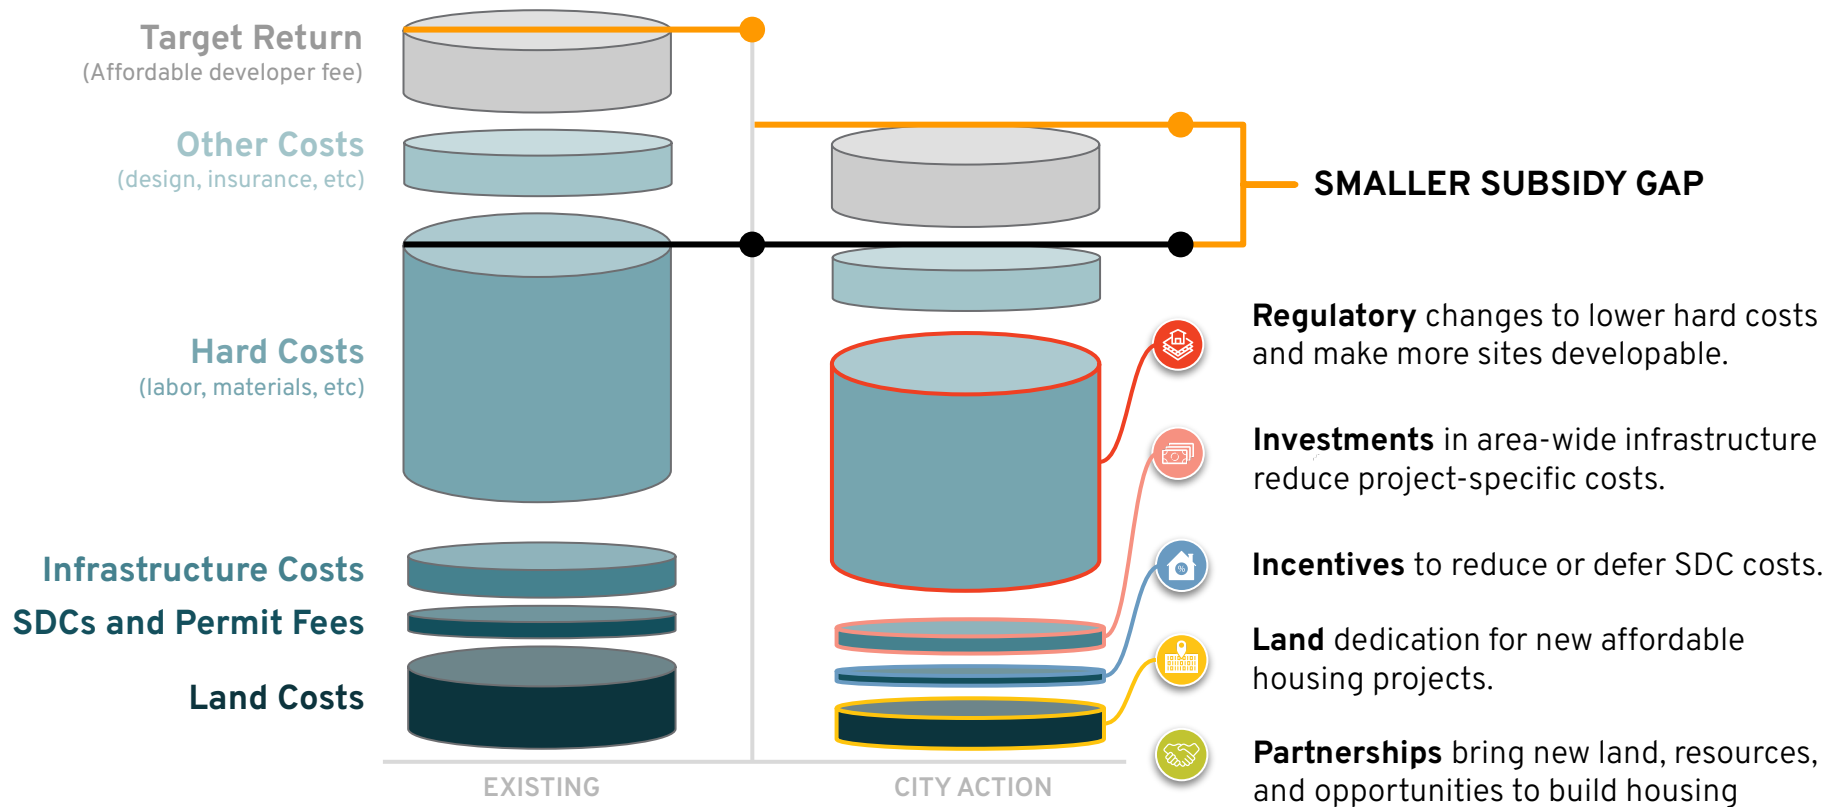 Target Return
(Affordable developer fee)
Other Costs
(design, insurance, etc)
Hard Costs
(labor, materials, etc)
Infrastructure Costs
SDCs and Permit Fees
Land Costs
EXISTING
CITY ACTION
SMALLER SUBSIDY GAP
Regulatory changes to lower hard costs
and make more sites developable.
Investments in area-wide infrastructure
reduce project-specific costs.
%
Incentives to reduce or defer SDC costs.
Land dedication for new affordable
housing projects.
Partnerships bring new land, resources,
and opportunities to build housing